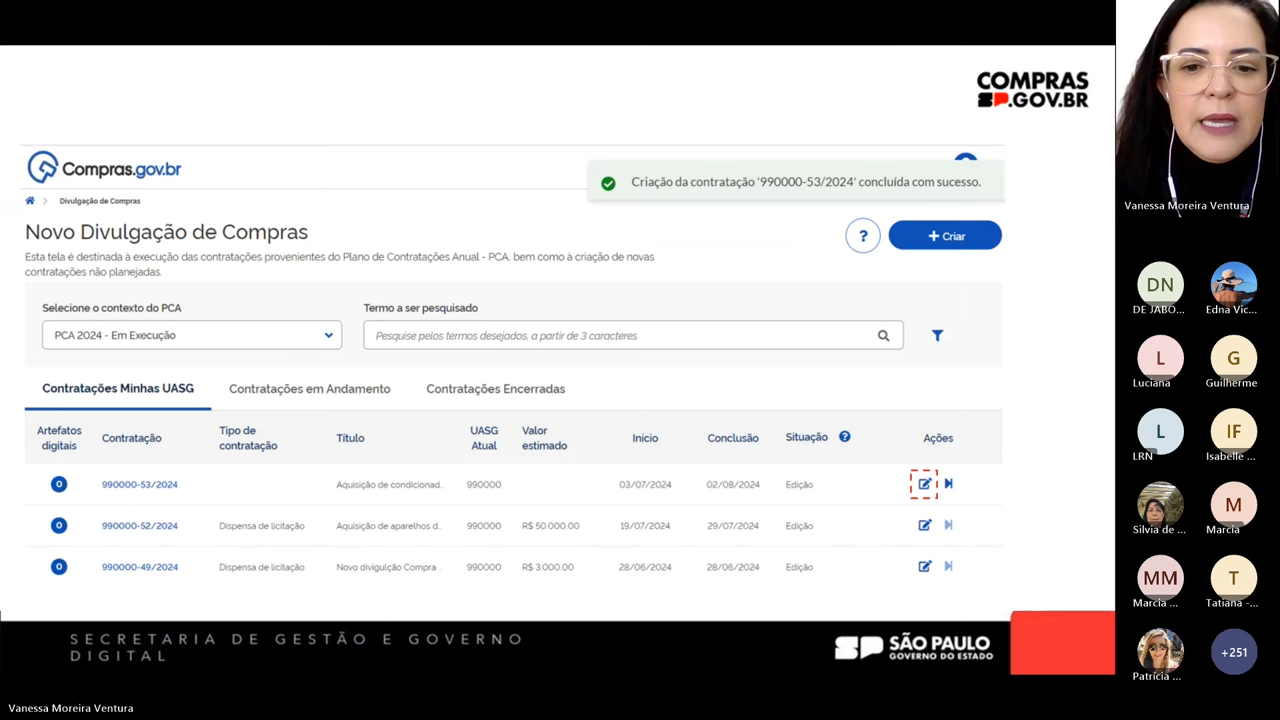 COMPRAS
SP.GOV.BR
Compras.gov.br
Criação da contratação '990000-53/2024' concluída com sucesso.
Divulgação de Compras
Novo Divulgação de Compras
? + Criar
Esta tela é destinada à execução das contratações provenientes do Plano de Contratações Anual - PCA, bem como à criação de novas
contratações não planejadas.
Selecione o contexto do PCA Termo a ser pesquisado
PCA 2024 - Em Execução Pesquise pelos termos desejados, a partir de 3 caracteres
Contratações Minhas UASG Contratações em Andamento Contratações Encerradas
Artefatos digitais Contratação Tipo de contratação Título UASG Atual Valor estimado Início Conclusão Situação ? Ações
0 990000-53/2024 Aquisição de condicionad.. 990000 03/07/2024 02/08/2024 Edição
0 990000-52/2024 Dispensa de licitação Aquisição de aparelhos d.. 990000 R$ 50.000.00 19/07/2024 29/07/2024 Edição
0 990000-49/2024 Dispensa de licitação Novo divigulção Compra .. 990000 R$ 3.000.00 28/06/2024 28/06/2024 Edição
SECRETARIA DE GESTÃO E GOVERNO
DIGITAL
SP SÃO PAULO
GOVERNO DO ESTADO
Vanessa Moreira Ventura
Vanessa Moreira Ventura
DN
DE JABO... Edna Vic...
L G
Luciana Guilherme
L IF
LRN Isabelle ...
M
Silvia de ... Marcia
MM T
Marcia ... Tatiana -...
+251
Patrícia ...